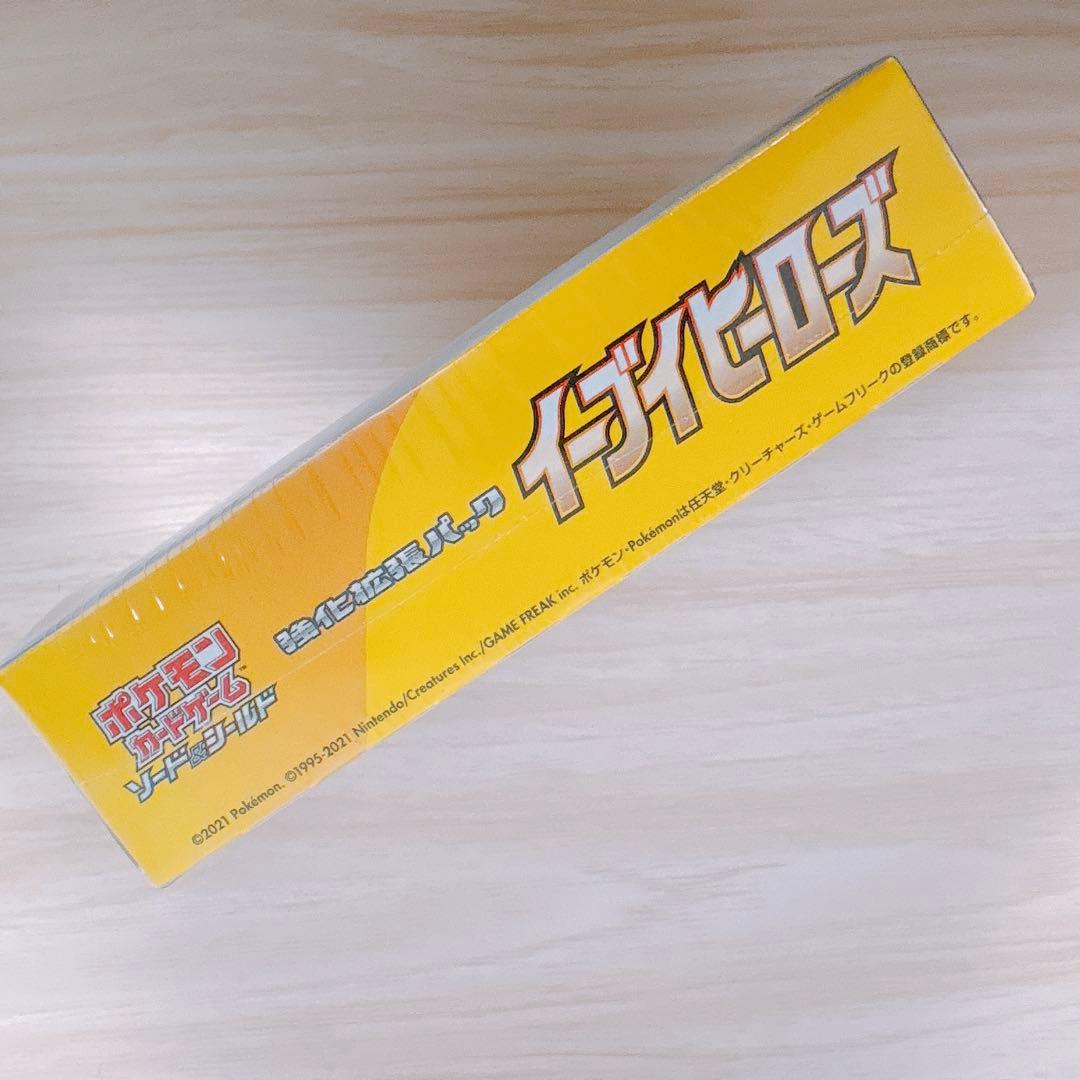 ポケモン
カードゲーム™
ソード&シールド
強化拡張パック
イーブイヒーローズ
©2021 Pokémon. ©1995-2021 Nintendo/Creatures Inc./GAME FREAK inc. ポケモン・Pokémonは任天堂・クリーチャーズ・ゲームフリークの登録商標です。